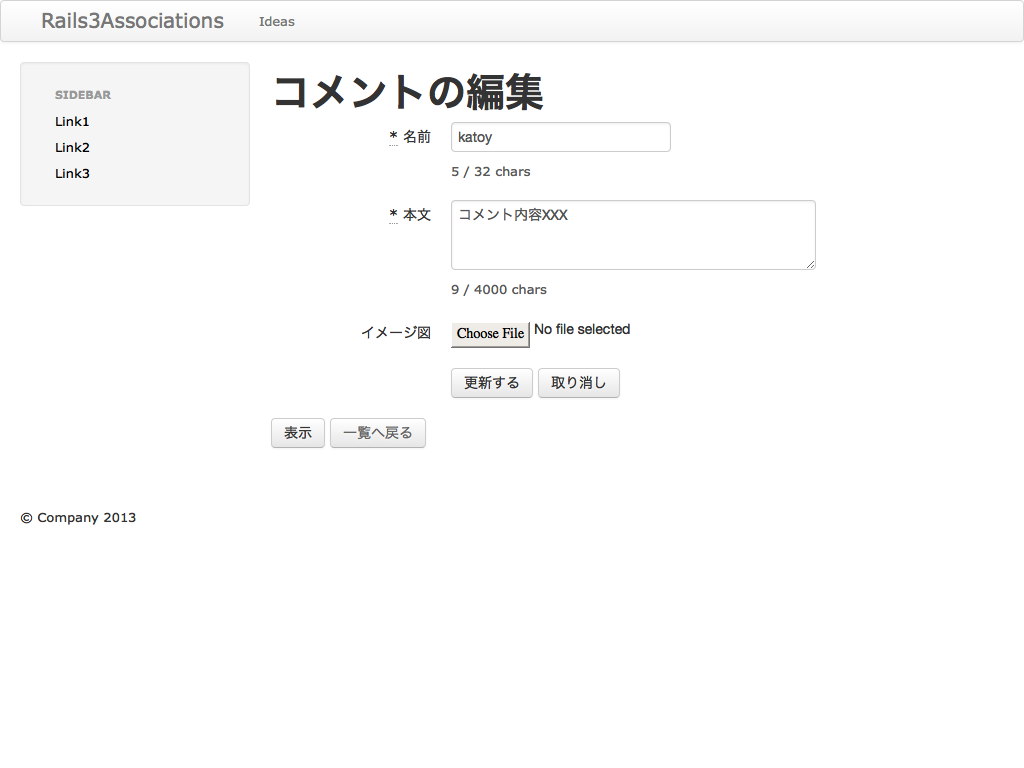 Rails3Associations Ideas
SIDEBAR
Link1
Link2
Link3
コメントの編集
* 名前 katoy
5 / 32 chars
* 本文 コメント内容XXX
9 / 4000 chars
イメージ図 Choose File No file selected
更新する 取り消し
表示 一覧へ戻る
© Company 2013